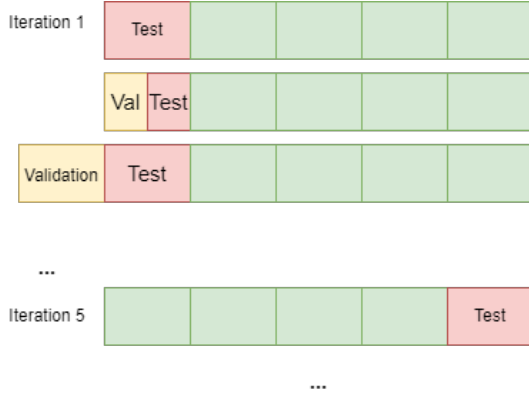 Iteration 1 Test
Val Test
Validation Test
...
Iteration 5 Test
...